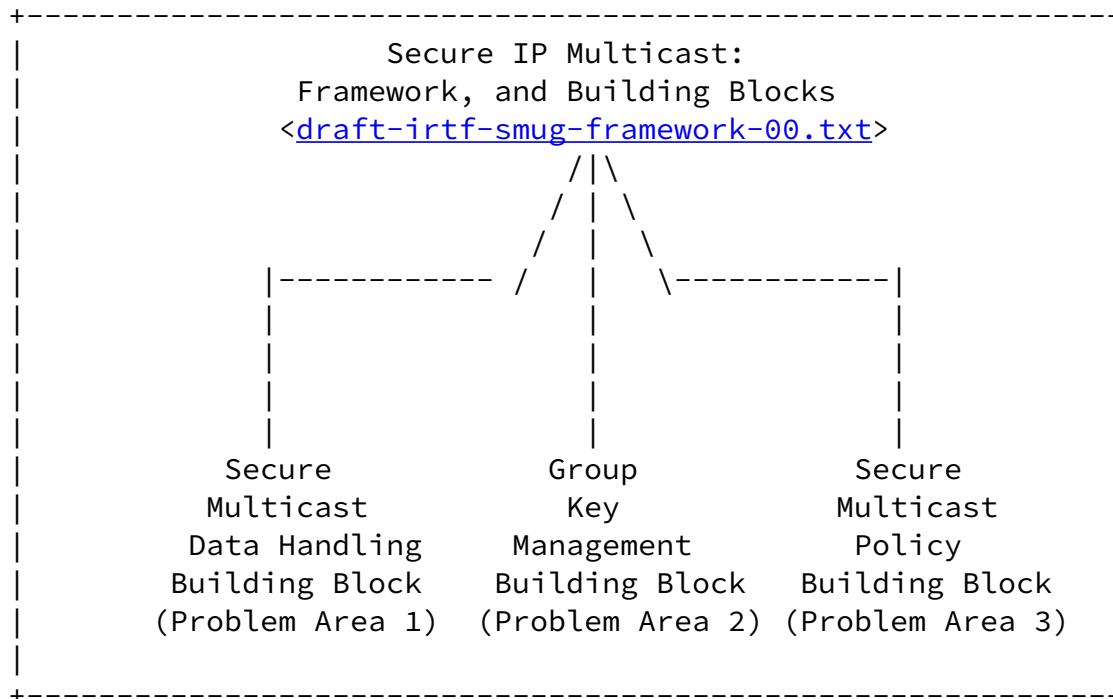 Secure IP Multicast:
Framework, and Building Blocks
<draft-irtf-smug-framework-00.txt>
Secure Group Secure
Multicast Key Multicast
Data Handling Management Policy
Building Block Building Block Building Block
(Problem Area 1) (Problem Area 2) (Problem Area 3)